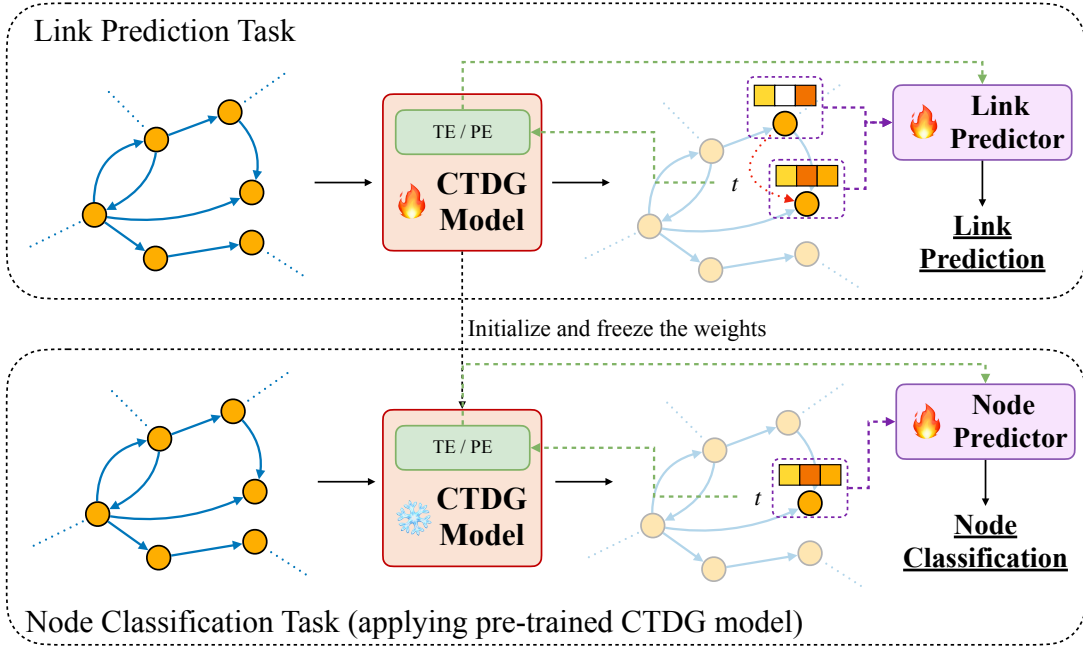 Link Prediction Task
TE / PE
CTDG
Model
t
Link
Predictor
Link
Prediction
Initialize and freeze the weights
TE / PE
CTDG
Model
t
Node
Predictor
Node
Classification
Node Classification Task (applying pre-trained CTDG model)